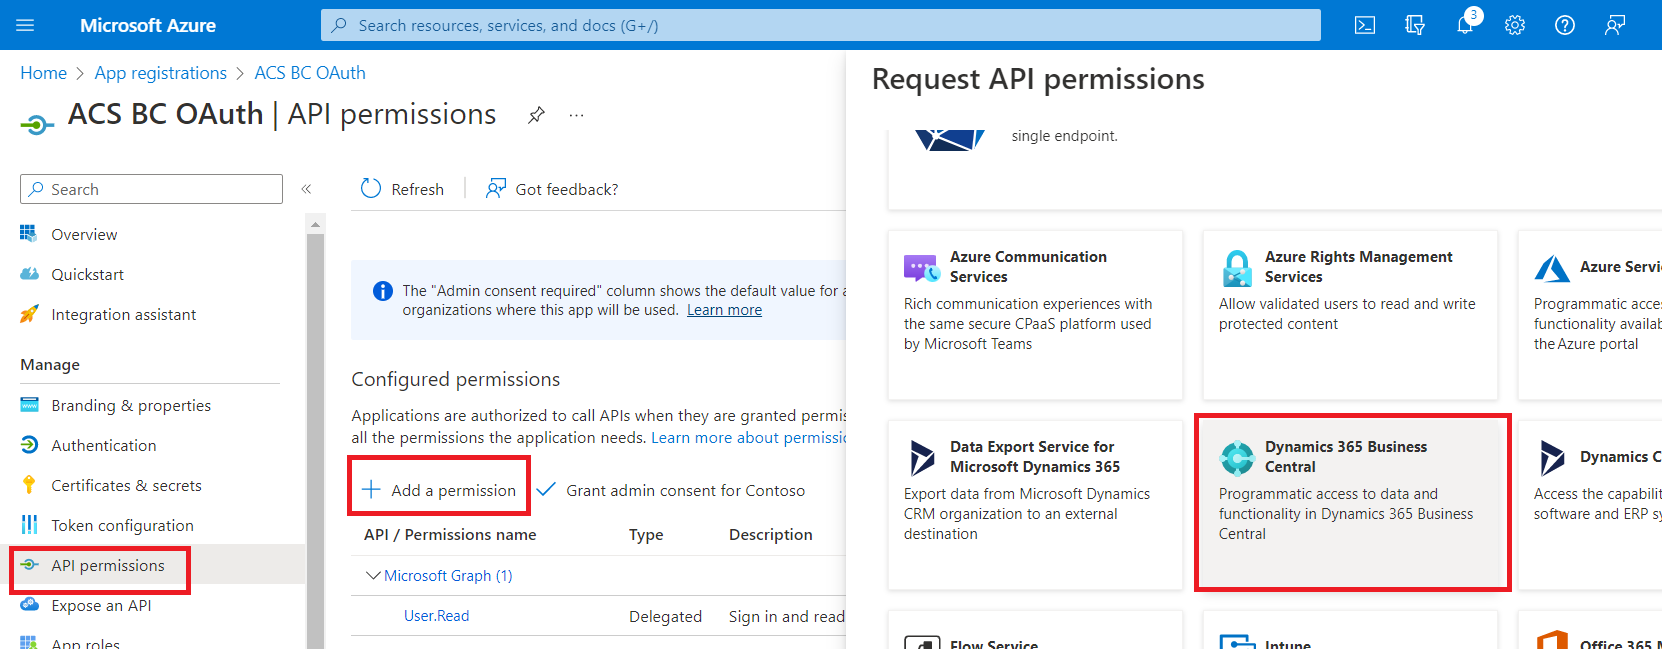 Microsoft Azure
Search resources, services, and docs (G+/)
3
Home > App registrations > ACS BC OAuth
ACS BC OAuth | API permissions
...
Search
«
Overview
Quickstart
Integration assistant
Manage
Branding & properties
Authentication
Certificates & secrets
Token configuration
API permissions
Expose an API
App roles
Refresh
Got feedback?
The "Admin consent required" column shows the default value for a
organizations where this app will be used. Learn more
Configured permissions
Applications are authorized to call APIs when they are granted permis
all the permissions the application needs. Learn more about permissic
Add a permission
Grant admin consent for Contoso
API / Permissions name Type Description
Microsoft Graph (1)
User.Read Delegated Sign in and read
Request API permissions
single endpoint.
Azure Communication
Services
Rich communication experiences with
the same secure CPaaS platform used
by Microsoft Teams
Azure Rights Management
Services
Allow validated users to read and write
protected content
Azure Servi
Programmatic acces
functionality availab
the Azure portal
Data Export Service for
Microsoft Dynamics 365
Export data from Microsoft Dynamics
CRM organization to an external
destination
Dynamics 365 Business
Central
Programmatic access to data and
functionality in Dynamics 365 Business
Central
Dynamics C
Access the capabilit
software and ERP sy
Flow Service
Intune
Office 365 M